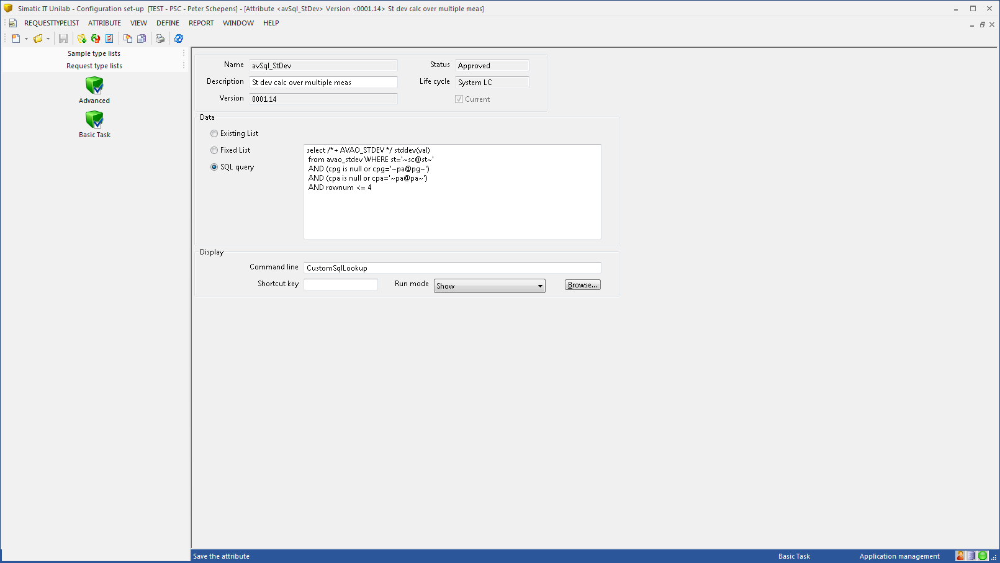 Simatic IT Unilab - Configuration set-up  [TEST - PSC - Peter Schepens] - [Attribute <avSql_StDev> Version <0001.14>  St dev calc over multiple meas]
REQUESTTYPELIST ATTRIBUTE VIEW DEFINE REPORT WINDOW HELP
Sample type lists
Request type lists
Advanced
Basic Task
Name avSql_StDev Status Approved
Description St dev calc over multiple meas Life cycle System LC
Version 0001.14 Current
Data
Existing List
Fixed List
SQL query
select /*+ AVAO_STDEV */ stddev(val)
from avao_stdev WHERE st='~sc@st~'
AND (cpg is null or cpg='~pa@pg~')
AND (cpa is null or cpa='~pa@pa~')
AND rownum <= 4
Display
Command line CustomSqlLookup
Shortcut key Run mode Show Browse...
Save the attribute Basic Task Application management